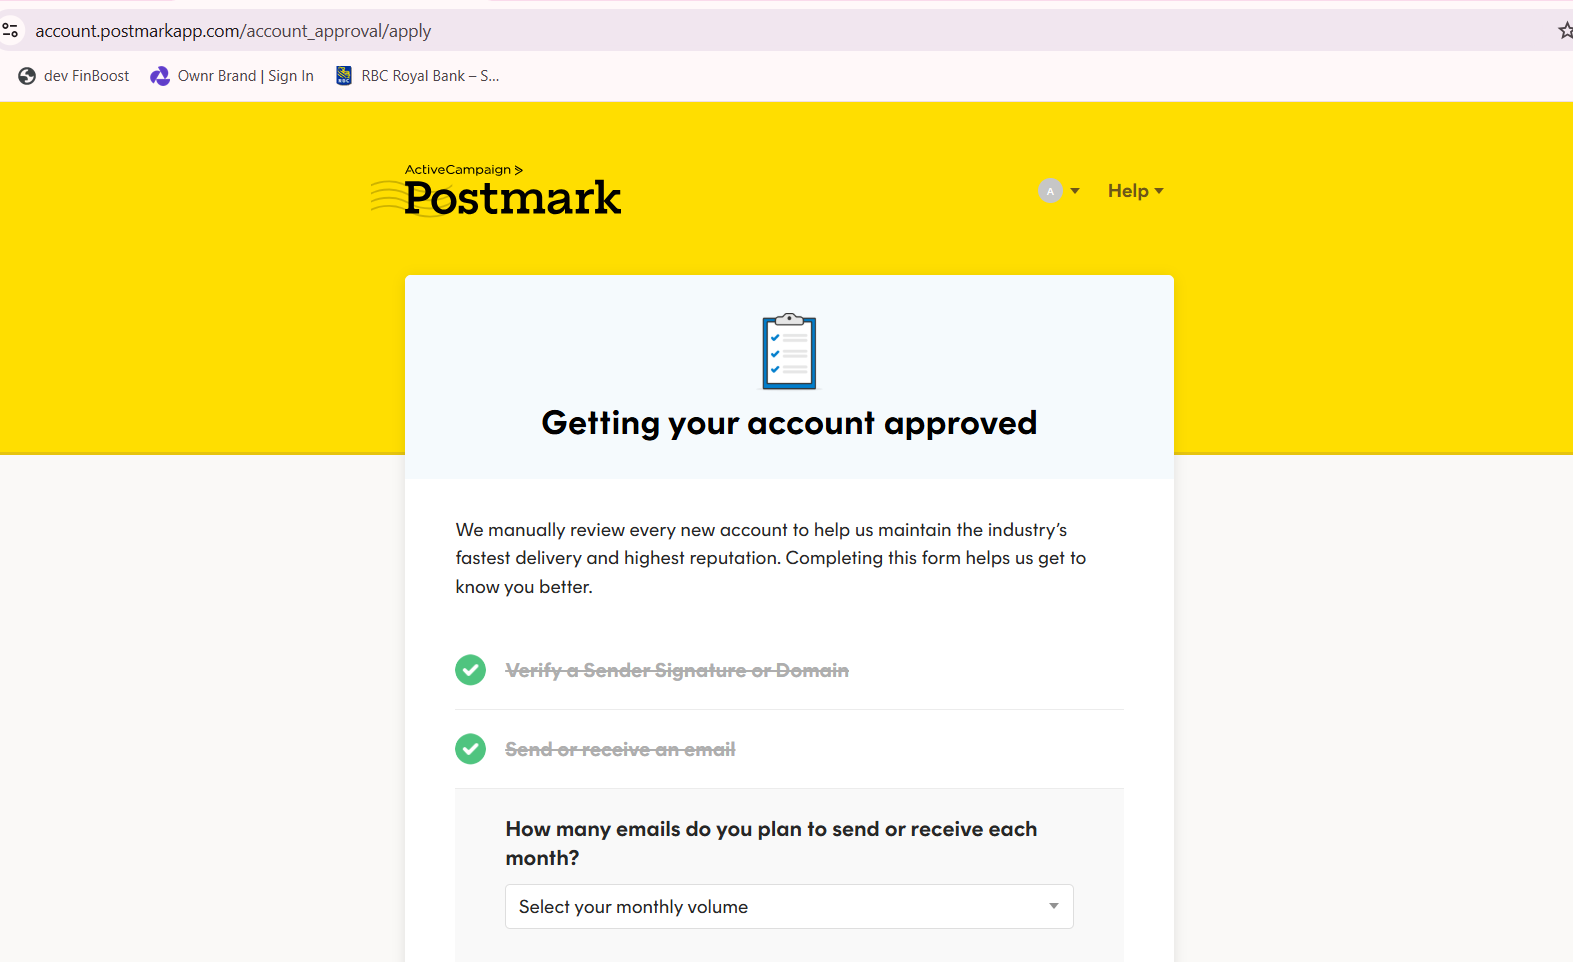 account.postmarkapp.com/account_approval/apply
dev FinBoost
Ownr Brand | Sign In
RBC Royal Bank – S...
ActiveCampaign >
Postmark
A
Help
Getting your account approved
We manually review every new account to help us maintain the industry's
fastest delivery and highest reputation. Completing this form helps us get to
know you better.
Verify a Sender Signature or Domain
Send or receive an email
How many emails do you plan to send or receive each
month?
Select your monthly volume